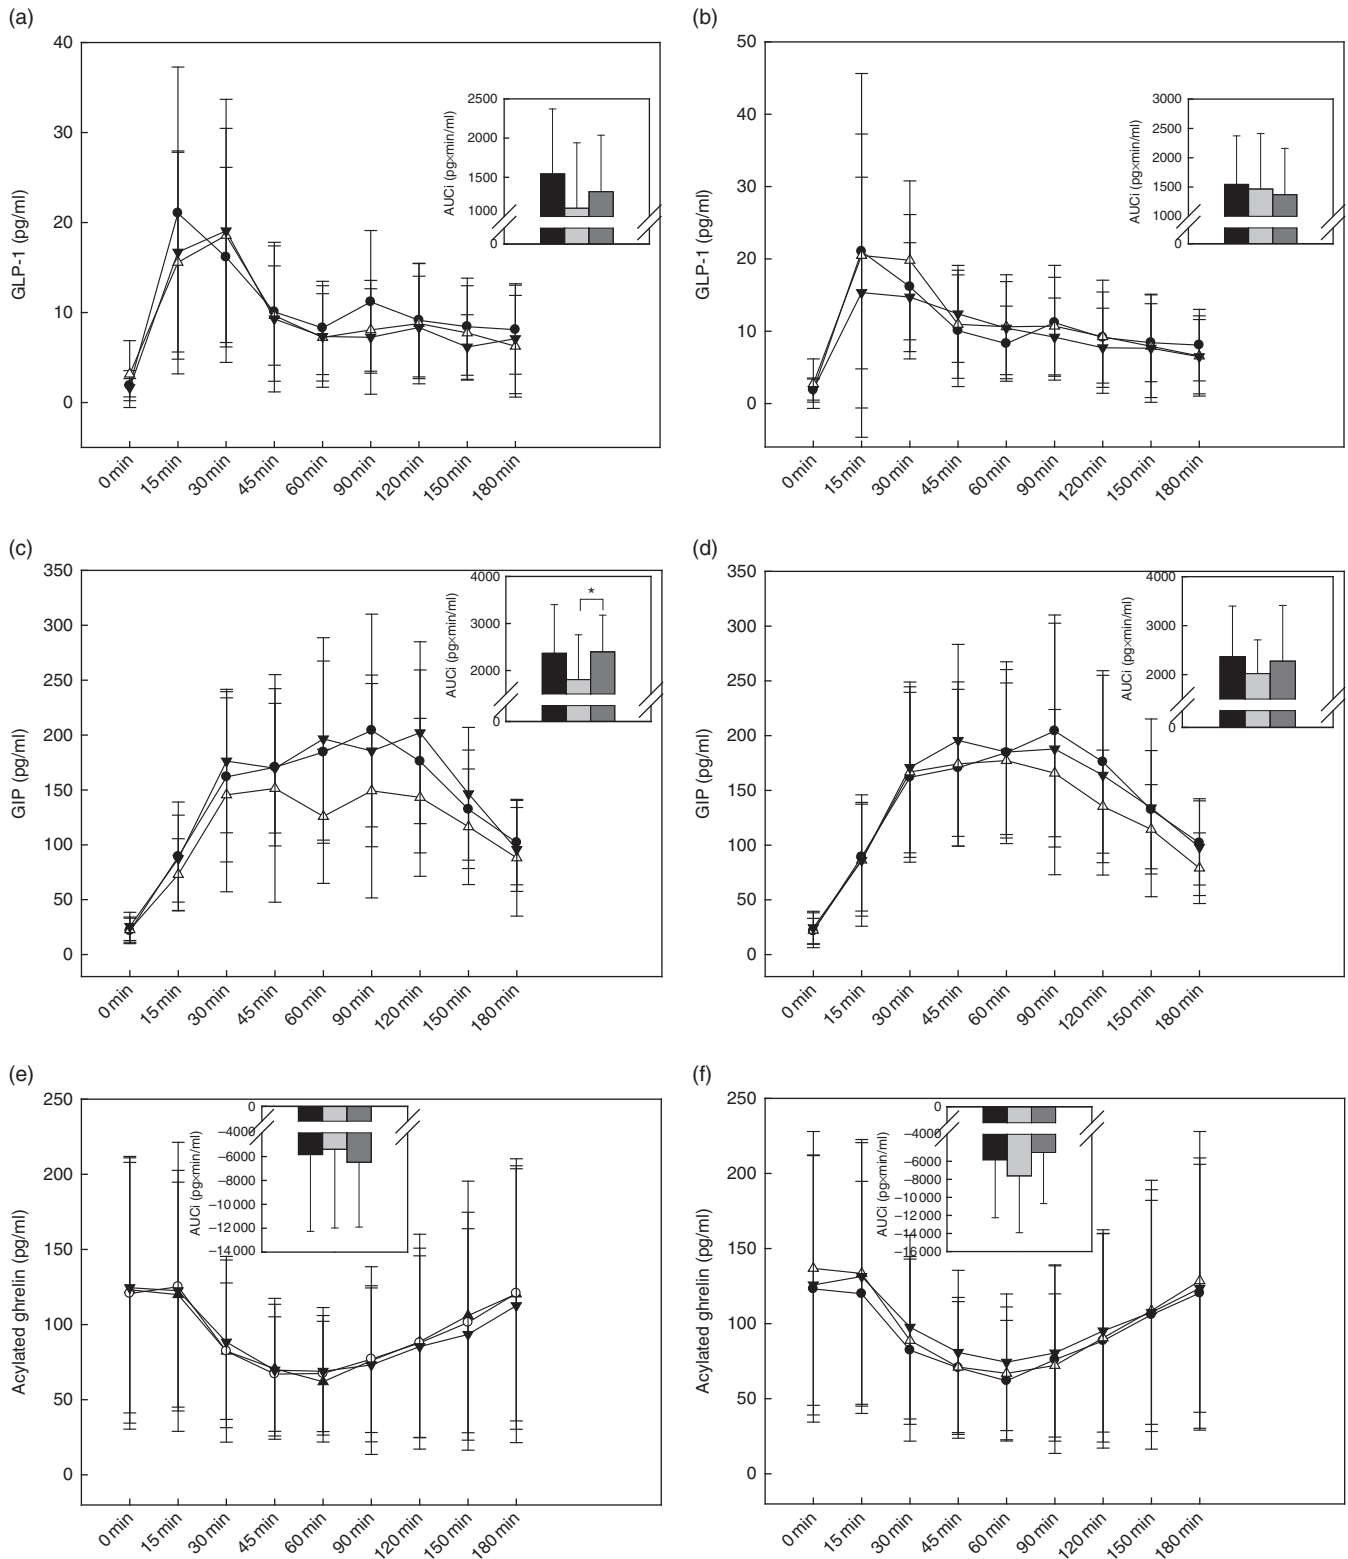 (a)
40
30
20
10
0
GLP-1 (pg/ml)
2500
1500
1000
0
AUCi (pg×min/ml)
0 min
15 min
30 min
45 min
60 min
90 min
120 min
150 min
180 min
(b)
50
40
30
20
10
0
GLP-1 (pg/ml)
3000
2500
2000
1500
1000
0
AUCi (pg×min/ml)
0 min
15 min
30 min
45 min
60 min
90 min
120 min
150 min
180 min
(c)
350
300
250
200
150
100
50
0
GIP (pg/ml)
4000
3000
2000
0
AUCi (pg×min/ml)
*
0 min
15 min
30 min
45 min
60 min
90 min
120 min
150 min
180 min
(d)
350
300
250
200
150
100
50
0
GIP (pg/ml)
4000
3000
2000
0
AUCi (pg×min/ml)
0 min
15 min
30 min
45 min
60 min
90 min
120 min
150 min
180 min
(e)
250
200
150
100
50
0
Acylated ghrelin (pg/ml)
0
−4000
−6000
−8000
−10 000
−12 000
−14 000
AUCi (pg×min/ml)
0 min
15 min
30 min
45 min
60 min
90 min
120 min
150 min
180 min
(f)
250
200
150
100
50
0
Acylated ghrelin (pg/ml)
0
−4000
−6000
−8000
−10 000
−12 000
−14 000
−16 000
AUCi (pg×min/ml)
0 min
15 min
30 min
45 min
60 min
90 min
120 min
150 min
180 min